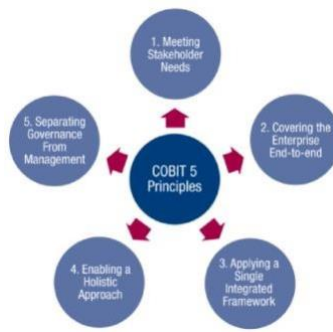 1. Meeting
Stakeholder
Needs
5. Separating
Governance
From
Management
2. Covering the
Enterprise
End-to-end
COBIT 5
Principles
4. Enabling a
Holistic
Approach
3. Applying a
Single
Integrated
Framework